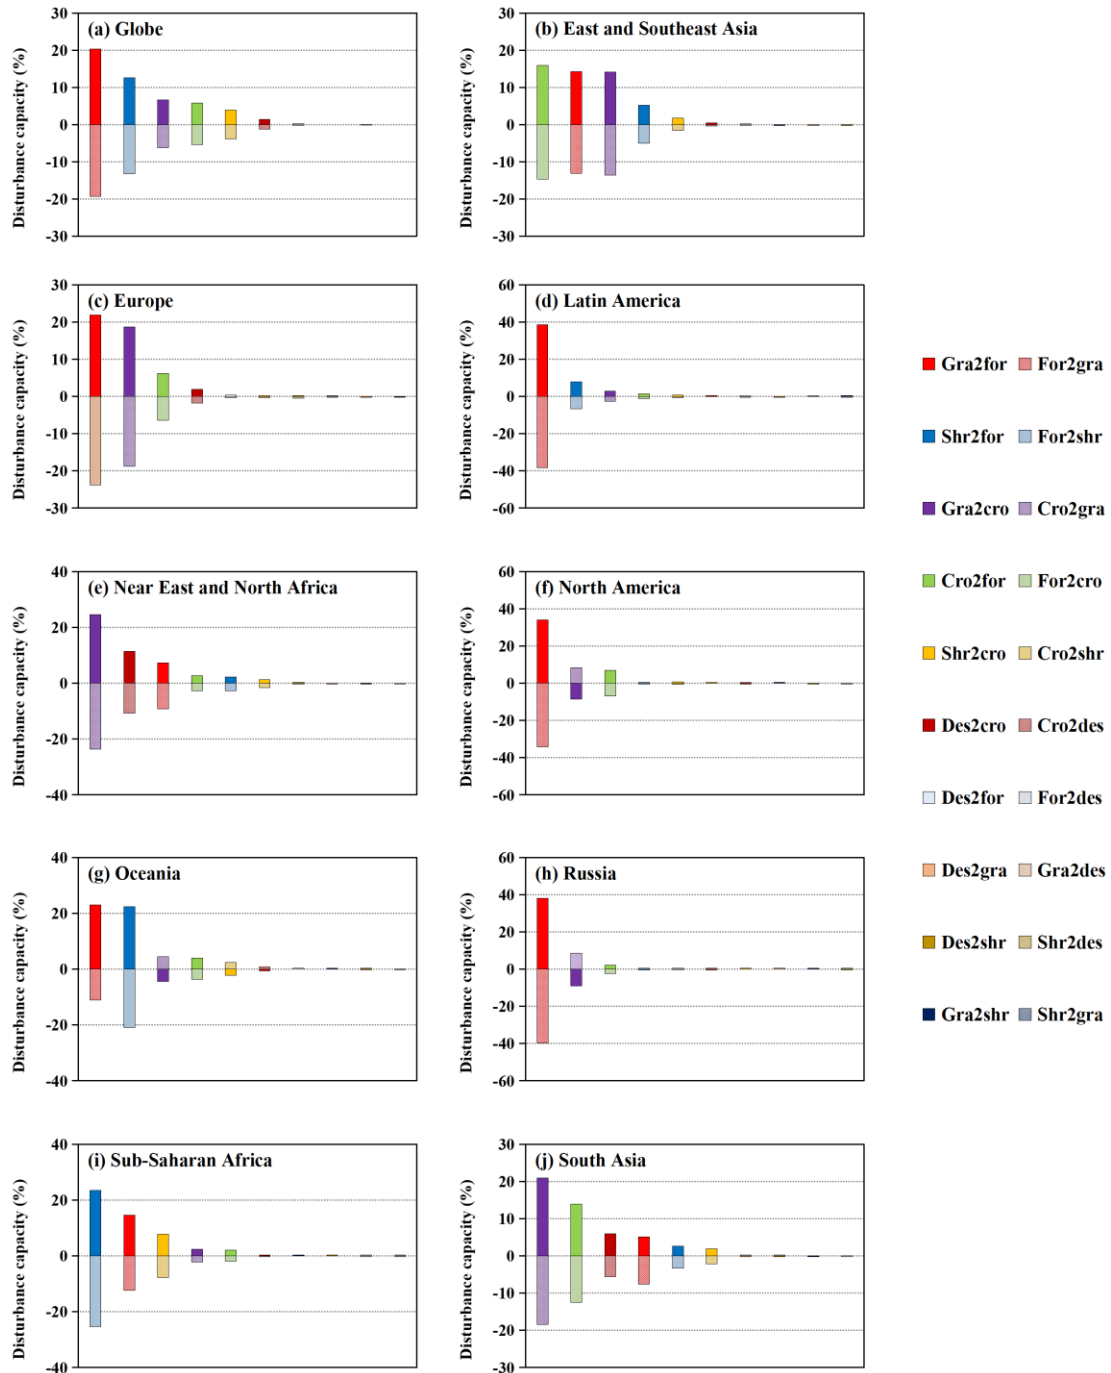 (a) Globe
30
20
10
0
-10
-20
-30
Disturbance capacity (%)
(b) East and Southeast Asia
30
20
10
0
-10
-20
-30
Disturbance capacity (%)
(c) Europe
30
20
10
0
-10
-20
-30
Disturbance capacity (%)
(d) Latin America
60
40
20
0
-20
-40
-60
Disturbance capacity (%)
(e) Near East and North Africa
40
20
0
-20
-40
Disturbance capacity (%)
(f) North America
60
40
20
0
-20
-40
-60
Disturbance capacity (%)
(g) Oceania
40
20
0
-20
-40
Disturbance capacity (%)
(h) Russia
60
40
20
0
-20
-40
-60
Disturbance capacity (%)
(i) Sub-Saharan Africa
40
20
0
-20
-40
Disturbance capacity (%)
(j) South Asia
30
20
10
0
-10
-20
-30
Disturbance capacity (%)
Gra2for For2gra
Shr2for For2shr
Gra2cro Cro2gra
Cro2for For2cro
Shr2cro Cro2shr
Des2cro Cro2des
Des2for For2des
Des2gra Gra2des
Des2shr Shr2des
Gra2shr Shr2gra